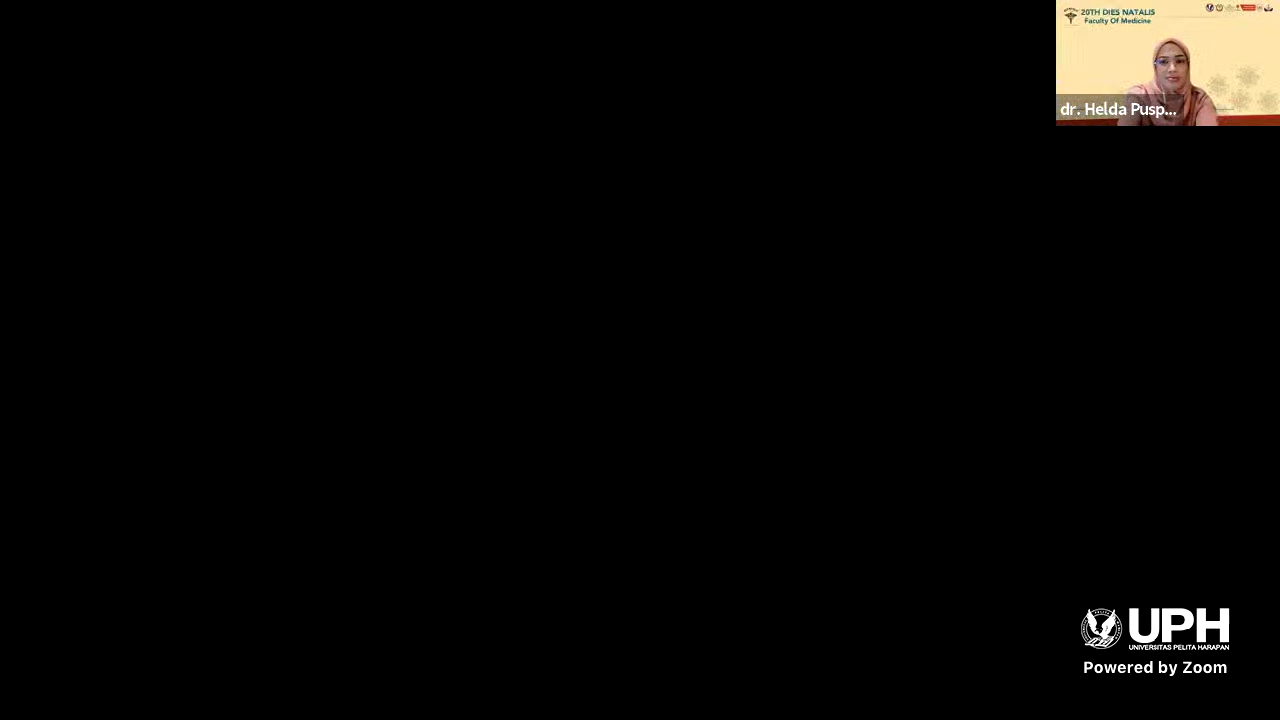 20TH DIES NATALIS
Faculty Of Medicine
dr. Helda Pusp...
UPH
UNIVERSITAS PELITA HARAPAN
Powered by Zoom